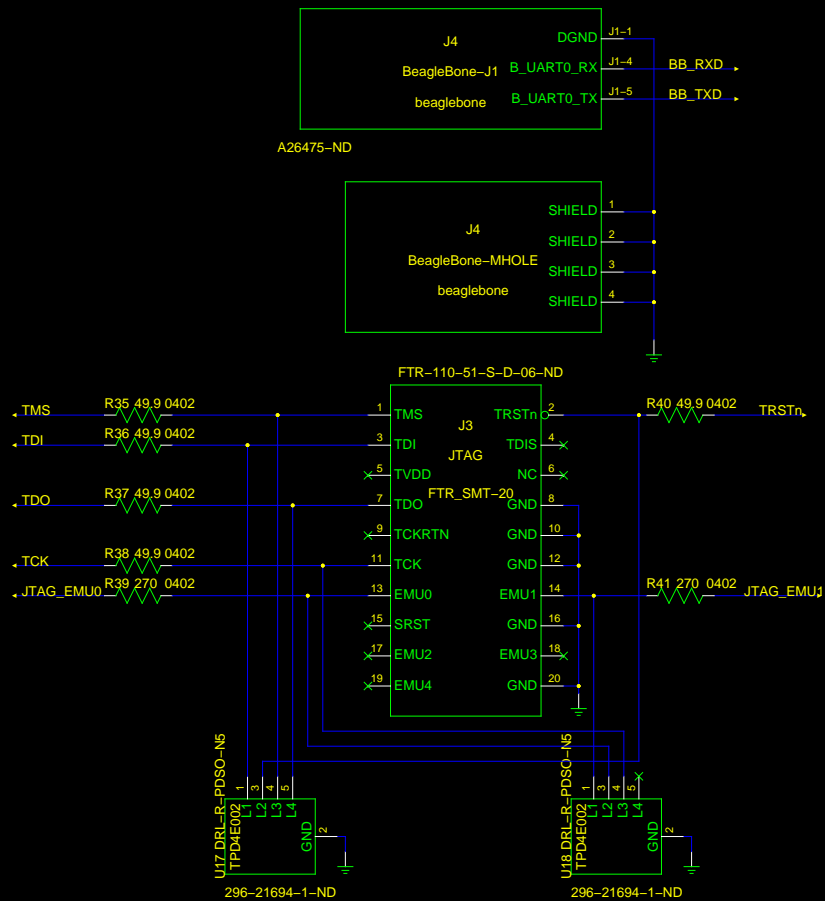 J4
BeagleBone-J1
beaglebone
DGND J1-1
B_UART0_RX J1-4 BB_RXD
B_UART0_TX J1-5 BB_TXD
A26475-ND
J4
BeagleBone-MHOLE
beaglebone
SHIELD 1
SHIELD 2
SHIELD 3
SHIELD 4
FTR-110-51-S-D-06-ND
J3
JTAG
FTR_SMT-20
TMS R35 49.9 0402 1 TMS TRSTn 2 R40 49.9 0402 TRSTn
TDI R36 49.9 0402 3 TDI TDIS 4
5 TVDD NC 6
TDO R37 49.9 0402 7 TDO GND 8
9 TCKRTN GND 10
TCK R38 49.9 0402 11 TCK GND 12
JTAG_EMU0 R39 270 0402 13 EMU0 EMU1 14 R41 270 0402 JTAG_EMU1
15 SRST GND 16
17 EMU2 EMU3 18
19 EMU4 GND 20
U17 DRL-R-PDSO-N5
TPD4E002
1 L1
3 L2
4 L3
5 L4
GND 2
296-21694-1-ND
U18 DRL-R-PDSO-N5
TPD4E002
1 L1
3 L2
4 L3
5 L4
GND 2
296-21694-1-ND